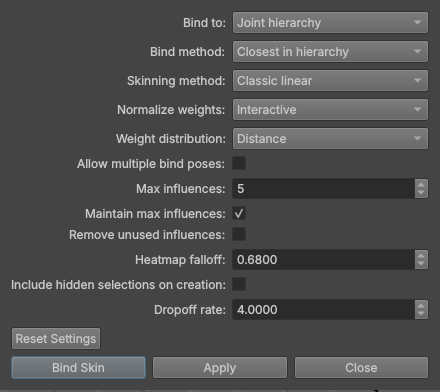 Bind to: Joint hierarchy
Bind method: Closest in hierarchy
Skinning method: Classic linear
Normalize weights: Interactive
Weight distribution: Distance
Allow multiple bind poses:
Max influences: 5
Maintain max influences:
Remove unused influences:
Heatmap falloff: 0.6800
Include hidden selections on creation:
Dropoff rate: 4.0000
Reset Settings
Bind Skin Apply Close